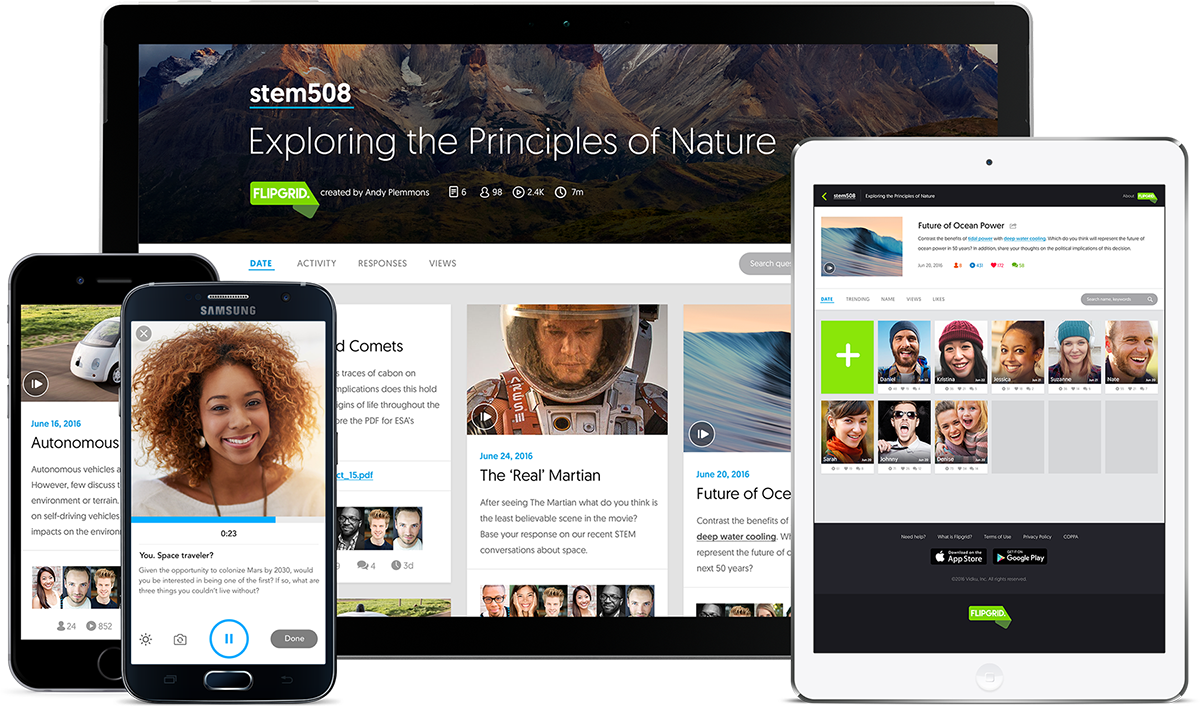 stem508
Exploring the Principles of Nature
FLIPGRID.
created by Andy Plemmons
6
98
2.4K
7m
DATE
ACTIVITY
RESPONSES
VIEWS
Search ques
June 16, 2016
Autonomous
Autonomous vehicles a
However, few discuss t
environment or terrain.
on self-driving vehicles
impacts on the environ
24
852
SAMSUNG
0:23
You. Space traveler?
Given the opportunity to colonize Mars by 2030, would
you be interested in being one of the first? If so, what are
three things you couldn't live without?
Done
d Comets
s traces of cabon on
mplications does this hold
igins of life throughout the
ore the PDF for ESA's
ct_15.pdf
9
4
3d
ARES III
June 24, 2016
The ‘Real’ Martian
After seeing The Martian what do you think is
the least believable scene in the movie?
Base your response on our recent STEM
conversations about space.
June 20, 2016
Future of Oce
Contrast the benefits of
deep water cooling. Wh
represent the future of
next 50 years?
stem508
Exploring the Principles of Nature
About
FLIPGRID.
Future of Ocean Power
Contrast the benefits of tidal power with deep water cooling. Which do you think will represent the future of
ocean power in 50 years? In addition, share your thoughts on the political implications of this decision.
Jun 20, 2016
8
421
172
56
DATE
TRENDING
NAME
VIEWS
LIKES
Search name, keywords
Daniel
Kristina
Jessica
Suzanne
Nate
Sarah
Johnny
Denise
Need help?
What is Flipgrid?
Terms of Use
Privacy Policy
COPPA
Download on the
App Store
GET IT ON
Google Play
©2016 Vidku, Inc. All rights reserved.
FLIPGRID.